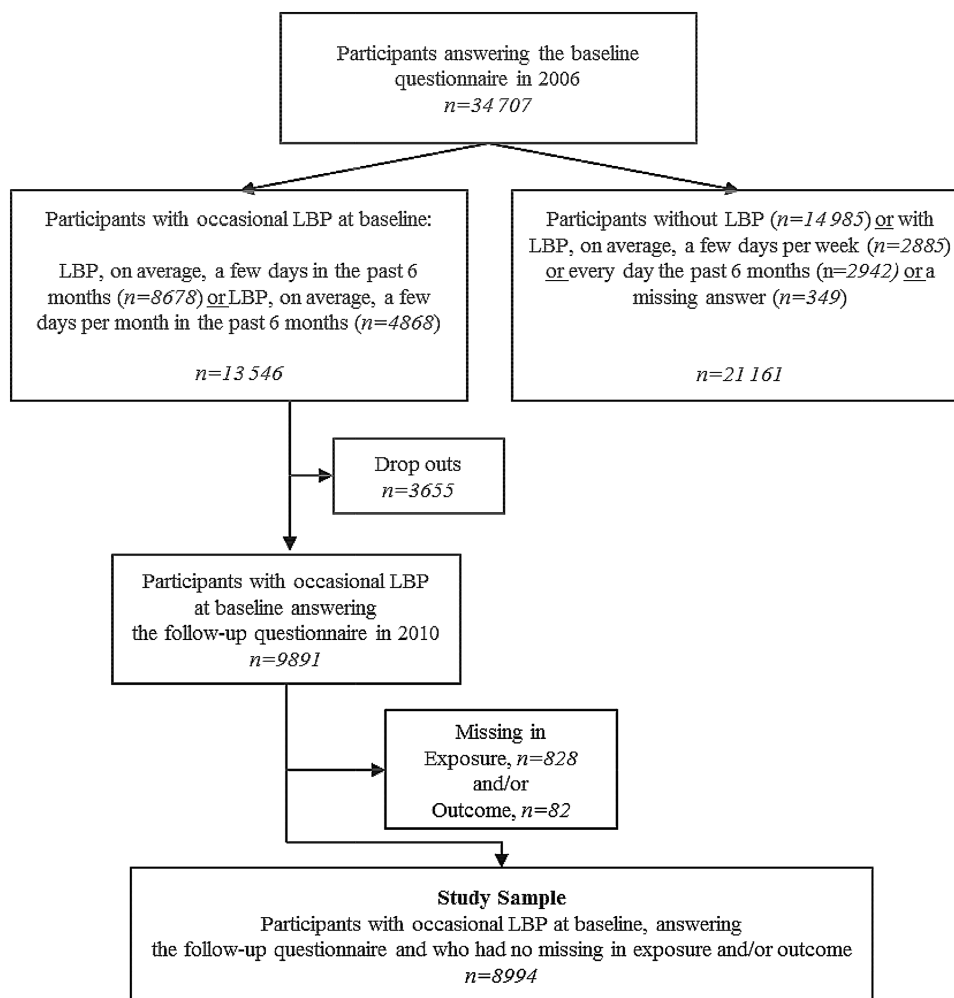 Participants answering the baseline
questionnaire in 2006
n=34 707
Participants with occasional LBP at baseline:
LBP, on average, a few days in the past 6
months (n=8678) or LBP, on average, a few
days per month in the past 6 months (n=4868)
n=13 546
Participants without LBP (n=14 985) or with
LBP, on average, a few days per week (n=2885)
or every day the past 6 months (n=2942) or a
missing answer (n=349)
n=21 161
Drop outs
n=3655
Participants with occasional LBP
at baseline answering
the follow-up questionnaire in 2010
n=9891
Missing in
Exposure, n=828
and/or
Outcome, n=82
Study Sample
Participants with occasional LBP at baseline, answering
the follow-up questionnaire and who had no missing in exposure and/or outcome
n=8994